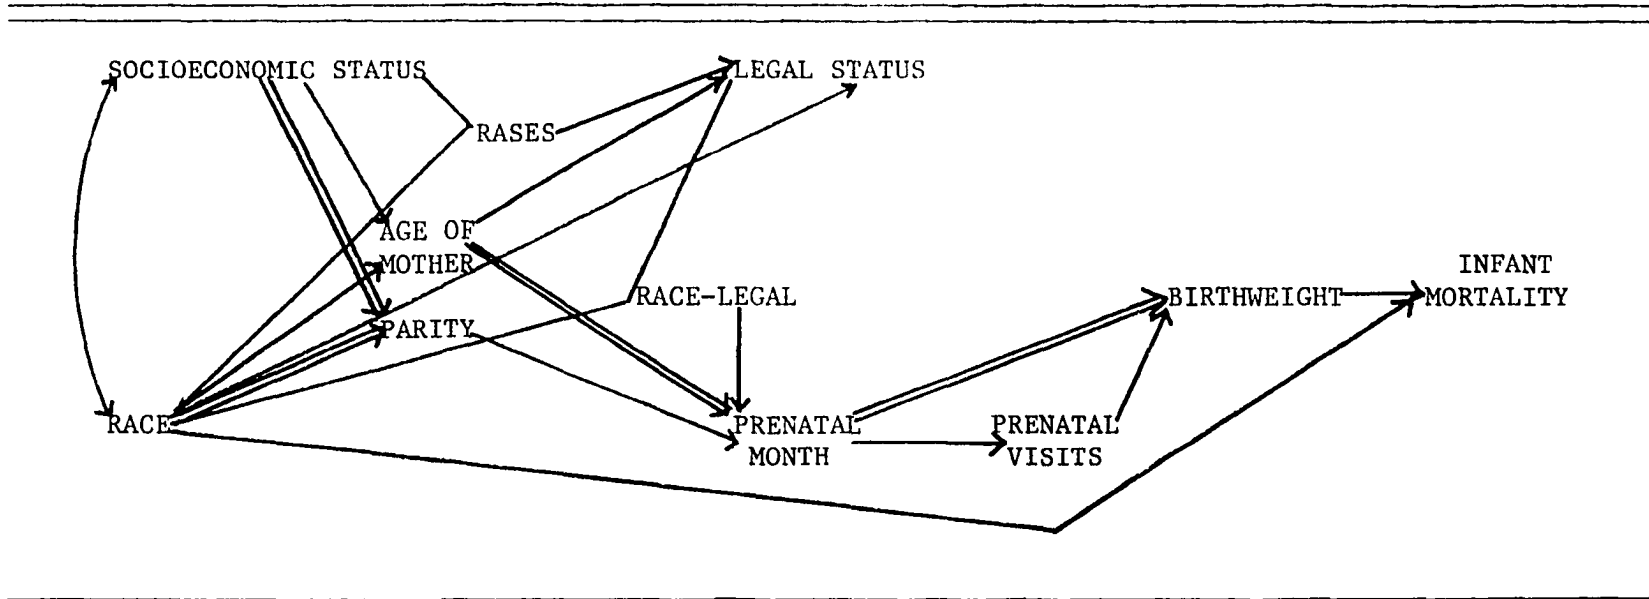 SOCIOECONOMIC STATUS
LEGAL STATUS
RASES
AGE OF
MOTHER
PARITY
RACE-LEGAL
RACE
PRENATAL
MONTH
PRENATAL
VISITS
BIRTHWEIGHT
INFANT
MORTALITY